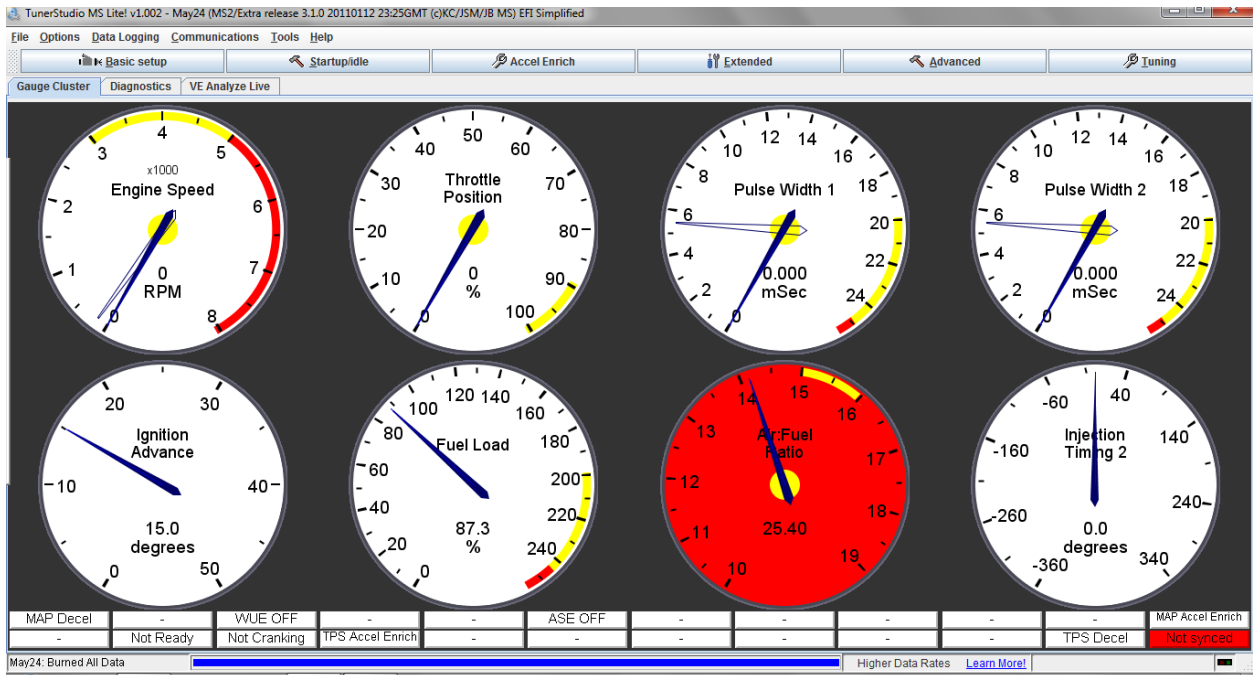 TunerStudio MS Lite! v1.002 - May24 (MS2/Extra release 3.1.0 20110112 23:25GMT (c)KC/JSM/JB MS) EFI Simplified
File Options Data Logging Communications Tools Help
Basic setup Startup/idle Accel Enrich Extended Advanced Tuning
Gauge Cluster Diagnostics VE Analyze Live
0 1 2 3 4 5 6 7 8
x1000
Engine Speed
0
RPM
0 10 20 30 40 50 60 70 80 90 100
Throttle
Position
0
%
0 2 4 6 8 10 12 14 16 18 20 22 24
Pulse Width 1
0.000
mSec
0 2 4 6 8 10 12 14 16 18 20 22 24
Pulse Width 2
0.000
mSec
0 10 20 30 40 50
Ignition
Advance
15.0
degrees
0 20 40 60 80 100 120 140 160 180 200 220 240
Fuel Load
87.3
%
10 11 12 13 14 15 16 17 18 19
Air:Fuel
Ratio
25.40
-360 -260 -160 -60 40 140 240 340
Injection
Timing 2
0.0
degrees
MAP Decel - WUE OFF - - ASE OFF - - - - - MAP Accel Enrich
- Not Ready Not Cranking TPS Accel Enrich - - - - - - TPS Decel Not synced
May24: Burned All Data Higher Data Rates Learn More!